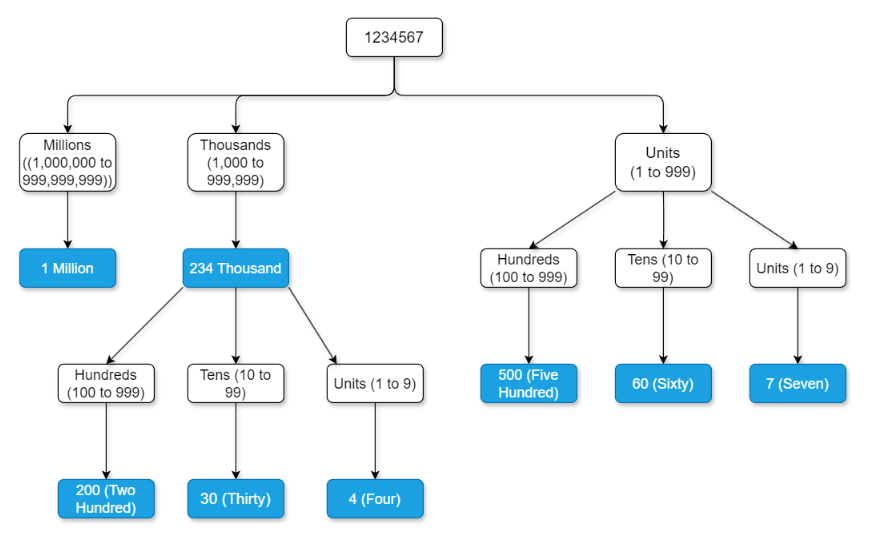 1234567
Millions
((1,000,000 to
999,999,999))
Thousands
(1,000 to
999,999)
Units
(1 to 999)
1 Million
234 Thousand
Hundreds
(100 to 999)
Tens (10 to
99)
Units (1 to 9)
Hundreds
(100 to 999)
Tens (10 to
99)
Units (1 to 9)
500 (Five
Hundred)
60 (Sixty)
7 (Seven)
200 (Two
Hundred)
30 (Thirty)
4 (Four)